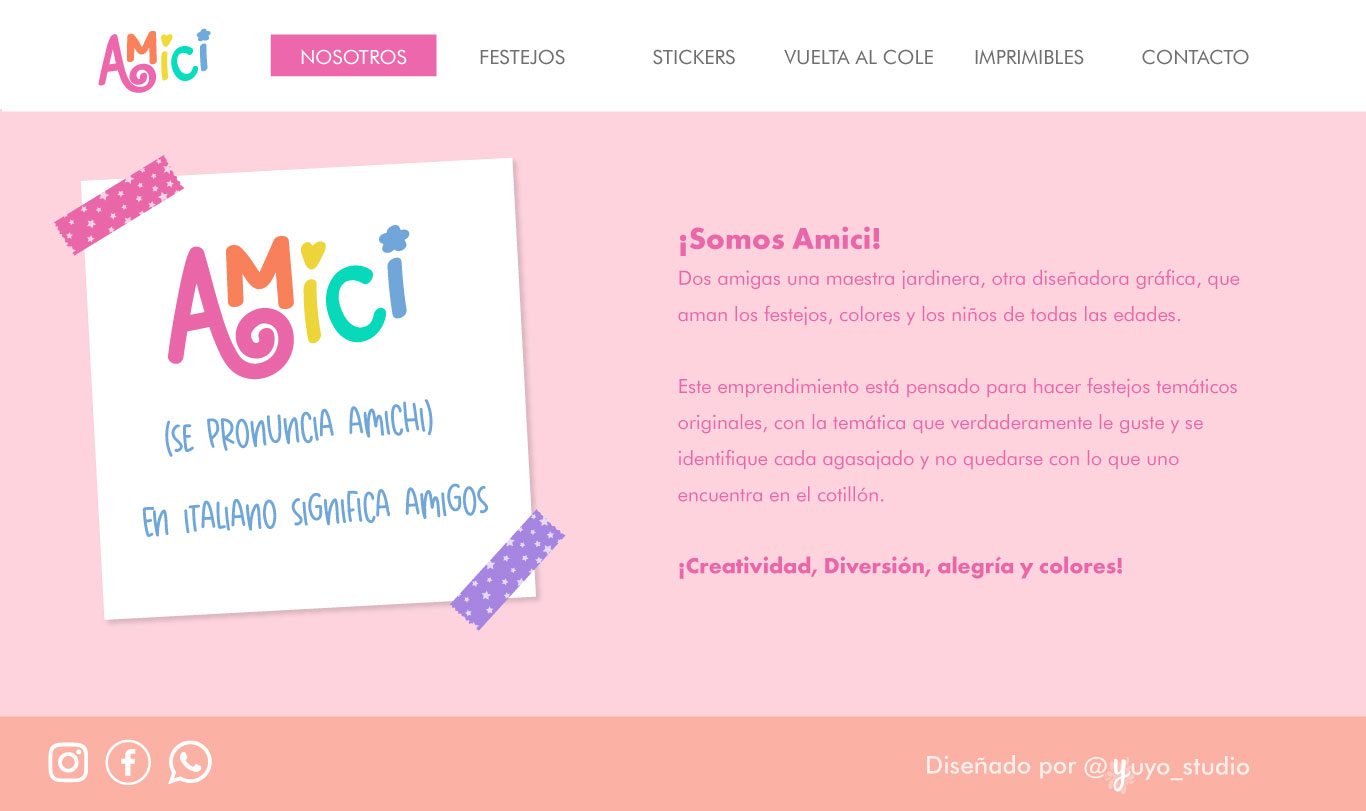 AMiCi
NOSOTROS FESTEJOS STICKERS VUELTA AL COLE IMPRIMIBLES CONTACTO
AMiCi
(SE PRONUNCIA AMICHI)
EN ITALIANO SIGNIFICA AMIGOS
¡Somos Amici!
Dos amigas una maestra jardinera, otra diseñadora gráfica, que
aman los festejos, colores y los niños de todas las edades.
Este emprendimiento está pensado para hacer festejos temáticos
originales, con la temática que verdaderamente le guste y se
identifique cada agasajado y no quedarse con lo que uno
encuentra en el cotillón.
¡Creatividad, Diversión, alegría y colores!
Diseñado por @yuyo_studio